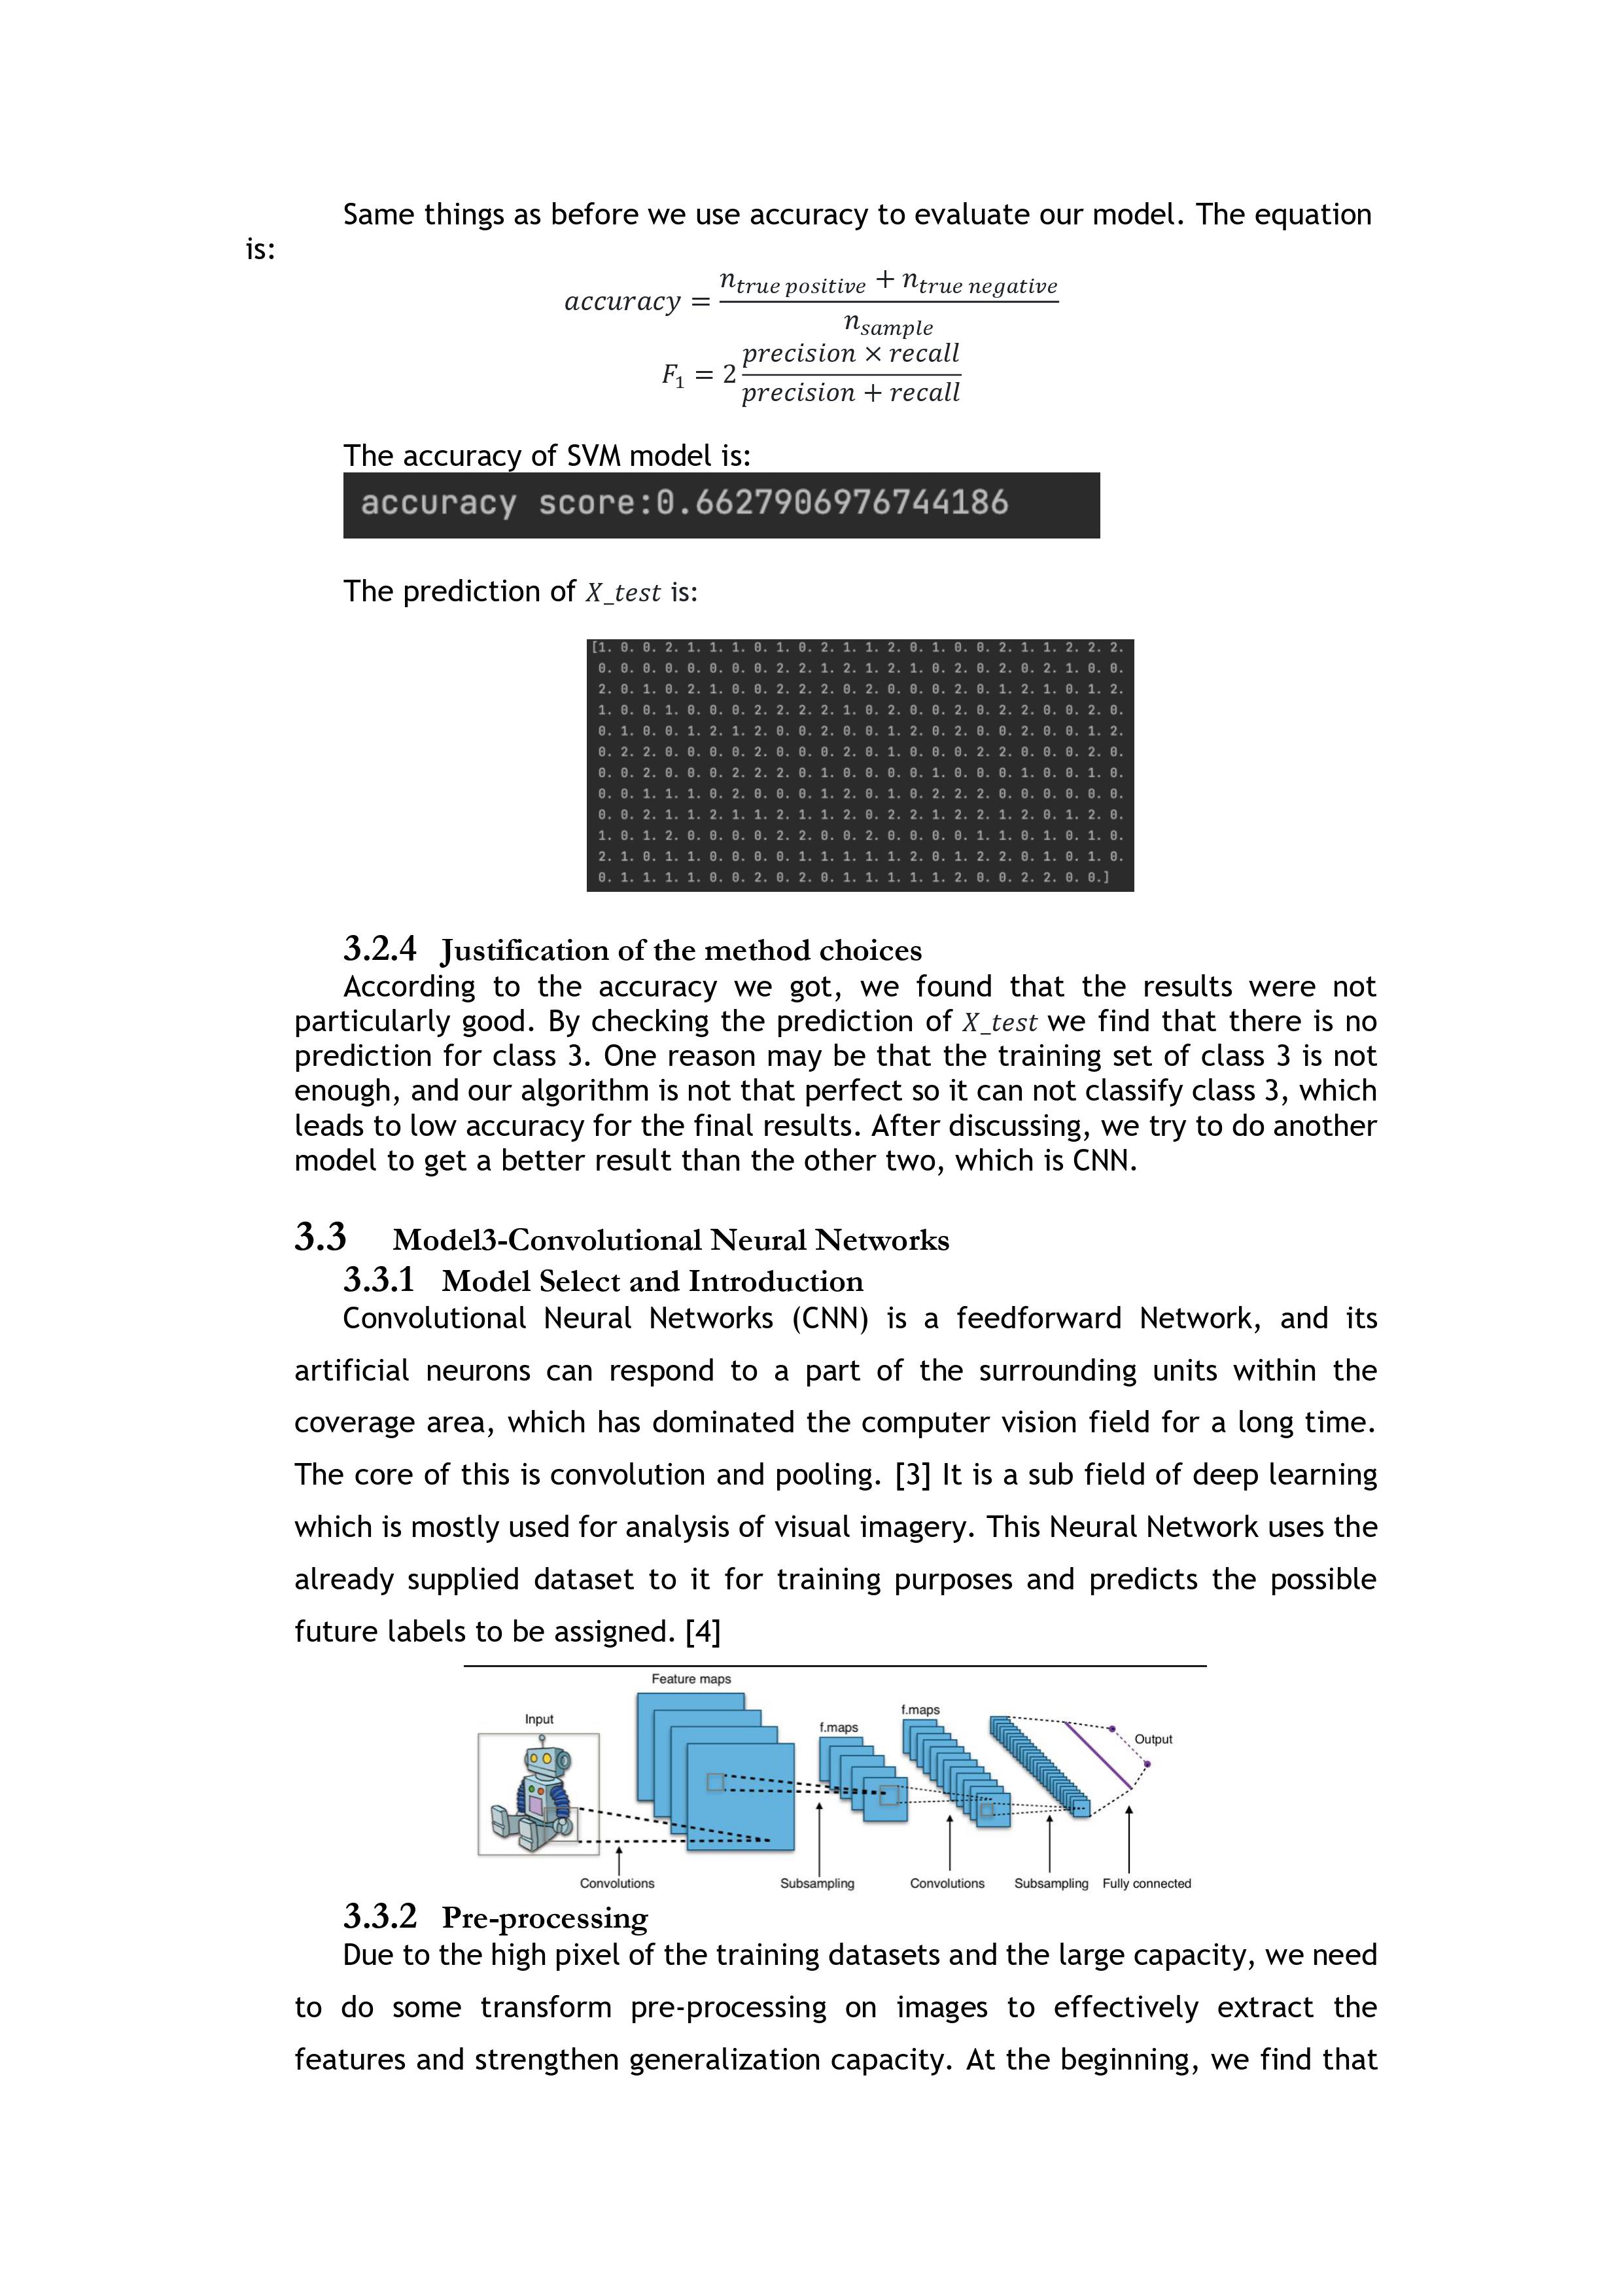 Same things as before we use accuracy to evaluate our model. The equation
is:
accuracy = (n_true positive + n_true negative) / n_sample
F_1 = 2 (precision × recall) / (precision + recall)
The accuracy of SVM model is:
accuracy score:0.6627906976744186
The prediction of X_test is:
[1. 0. 0. 2. 1. 1. 1. 0. 1. 0. 2. 1. 1. 2. 0. 1. 0. 0. 2. 1. 1. 2. 2. 2.
0. 0. 0. 0. 0. 0. 0. 0. 2. 2. 1. 2. 1. 2. 1. 0. 2. 0. 2. 0. 2. 1. 0. 0.
2. 0. 1. 0. 2. 1. 0. 0. 2. 2. 2. 0. 2. 0. 0. 0. 2. 0. 1. 2. 1. 0. 1. 2.
1. 0. 0. 1. 0. 0. 0. 2. 2. 2. 2. 1. 0. 2. 0. 0. 2. 0. 2. 2. 0. 0. 2. 0.
0. 1. 0. 0. 1. 2. 1. 2. 0. 0. 2. 0. 0. 1. 2. 0. 2. 0. 0. 2. 0. 0. 1. 2.
0. 2. 2. 0. 0. 0. 0. 2. 0. 0. 0. 2. 0. 1. 0. 0. 0. 2. 2. 0. 0. 0. 2. 0.
0. 0. 2. 0. 0. 0. 2. 2. 2. 0. 1. 0. 0. 0. 0. 1. 0. 0. 0. 1. 0. 0. 1. 0.
0. 0. 1. 1. 1. 0. 2. 0. 0. 0. 1. 2. 0. 1. 0. 2. 2. 2. 0. 0. 0. 0. 0. 0.
0. 0. 2. 1. 1. 2. 1. 1. 2. 1. 1. 2. 0. 2. 2. 1. 2. 2. 1. 2. 0. 1. 2. 0.
1. 0. 1. 2. 0. 0. 0. 0. 2. 2. 0. 0. 2. 0. 0. 0. 0. 1. 1. 0. 1. 0. 1. 0.
2. 1. 0. 1. 1. 0. 0. 0. 0. 1. 1. 1. 1. 1. 2. 0. 1. 2. 2. 0. 1. 0. 1. 0.
0. 1. 1. 1. 1. 0. 0. 2. 0. 2. 0. 1. 1. 1. 1. 1. 2. 0. 0. 2. 2. 0. 0.]
3.2.4 Justification of the method choices
According to the accuracy we got, we found that the results were not
particularly good. By checking the prediction of X_test we find that there is no
prediction for class 3. One reason may be that the training set of class 3 is not
enough, and our algorithm is not that perfect so it can not classify class 3, which
leads to low accuracy for the final results. After discussing, we try to do another
model to get a better result than the other two, which is CNN.
3.3 Model3-Convolutional Neural Networks
3.3.1 Model Select and Introduction
Convolutional Neural Networks (CNN) is a feedforward Network, and its
artificial neurons can respond to a part of the surrounding units within the
coverage area, which has dominated the computer vision field for a long time.
The core of this is convolution and pooling. [3] It is a sub field of deep learning
which is mostly used for analysis of visual imagery. This Neural Network uses the
already supplied dataset to it for training purposes and predicts the possible
future labels to be assigned. [4]
Feature maps
Input
f.maps
f.maps
Output
Convolutions
Subsampling
Convolutions
Subsampling
Fully connected
3.3.2 Pre-processing
Due to the high pixel of the training datasets and the large capacity, we need
to do some transform pre-processing on images to effectively extract the
features and strengthen generalization capacity. At the beginning, we find that